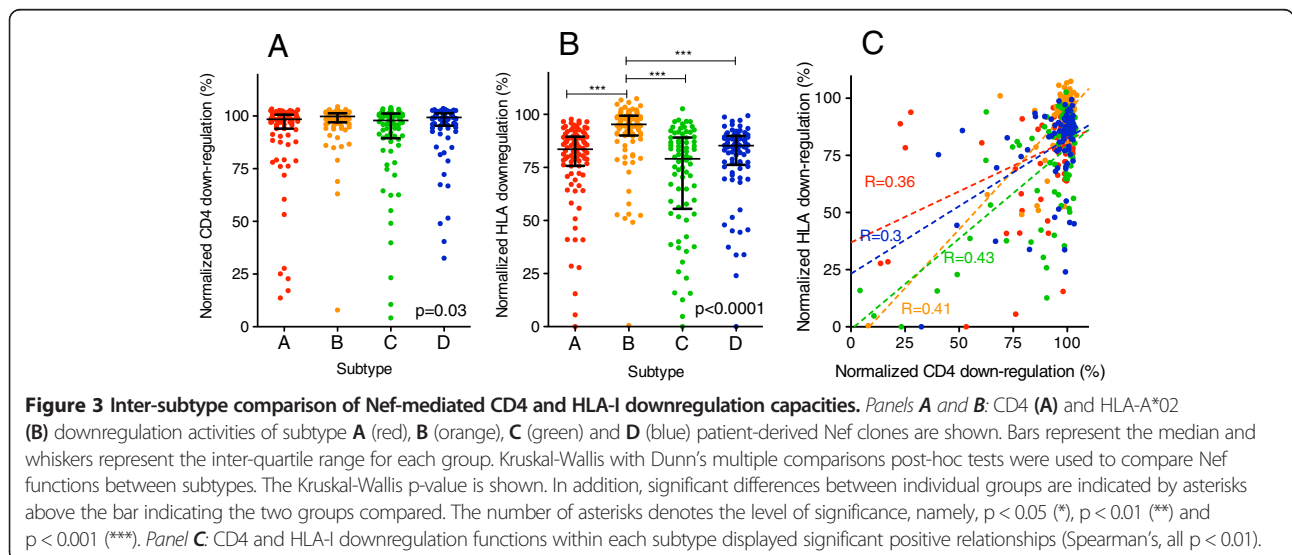 A
B
C
Normalized CD4 down-regulation (%)
100
75
50
25
0
A B C D
Subtype
p=0.03
Normalized HLA downregulation (%)
100
75
50
25
0
A B C D
Subtype
***
***
***
p<0.0001
Normalized HLA down-regulation (%)
100
75
50
25
0
R=0.36
R=0.3
R=0.43
R=0.41
0 25 50 75 100
Normalized CD4 down-regulation (%)
Figure 3 Inter-subtype comparison of Nef-mediated CD4 and HLA-I downregulation capacities. Panels A and B: CD4 (A) and HLA-A*02
(B) downregulation activities of subtype A (red), B (orange), C (green) and D (blue) patient-derived Nef clones are shown. Bars represent the median and
whiskers represent the inter-quartile range for each group. Kruskal-Wallis with Dunn's multiple comparisons post-hoc tests were used to compare Nef
functions between subtypes. The Kruskal-Wallis p-value is shown. In addition, significant differences between individual groups are indicated by asterisks
above the bar indicating the two groups compared. The number of asterisks denotes the level of significance, namely, p < 0.05 (*), p < 0.01 (**) and
p < 0.001 (***). Panel C: CD4 and HLA-I downregulation functions within each subtype displayed significant positive relationships (Spearman's, all p < 0.01).